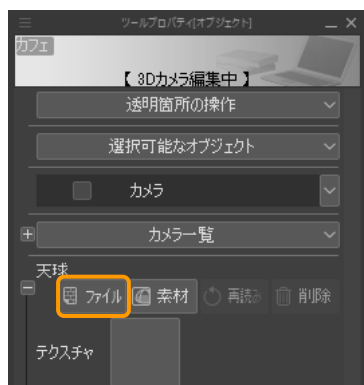 ツールプロパティ[オブジェクト]
カフェ
【 3Dカメラ編集中 】
透明箇所の操作
選択可能なオブジェクト
カメラ
カメラ一覧
天球
ファイル 素材 再読み 削除
テクスチャ